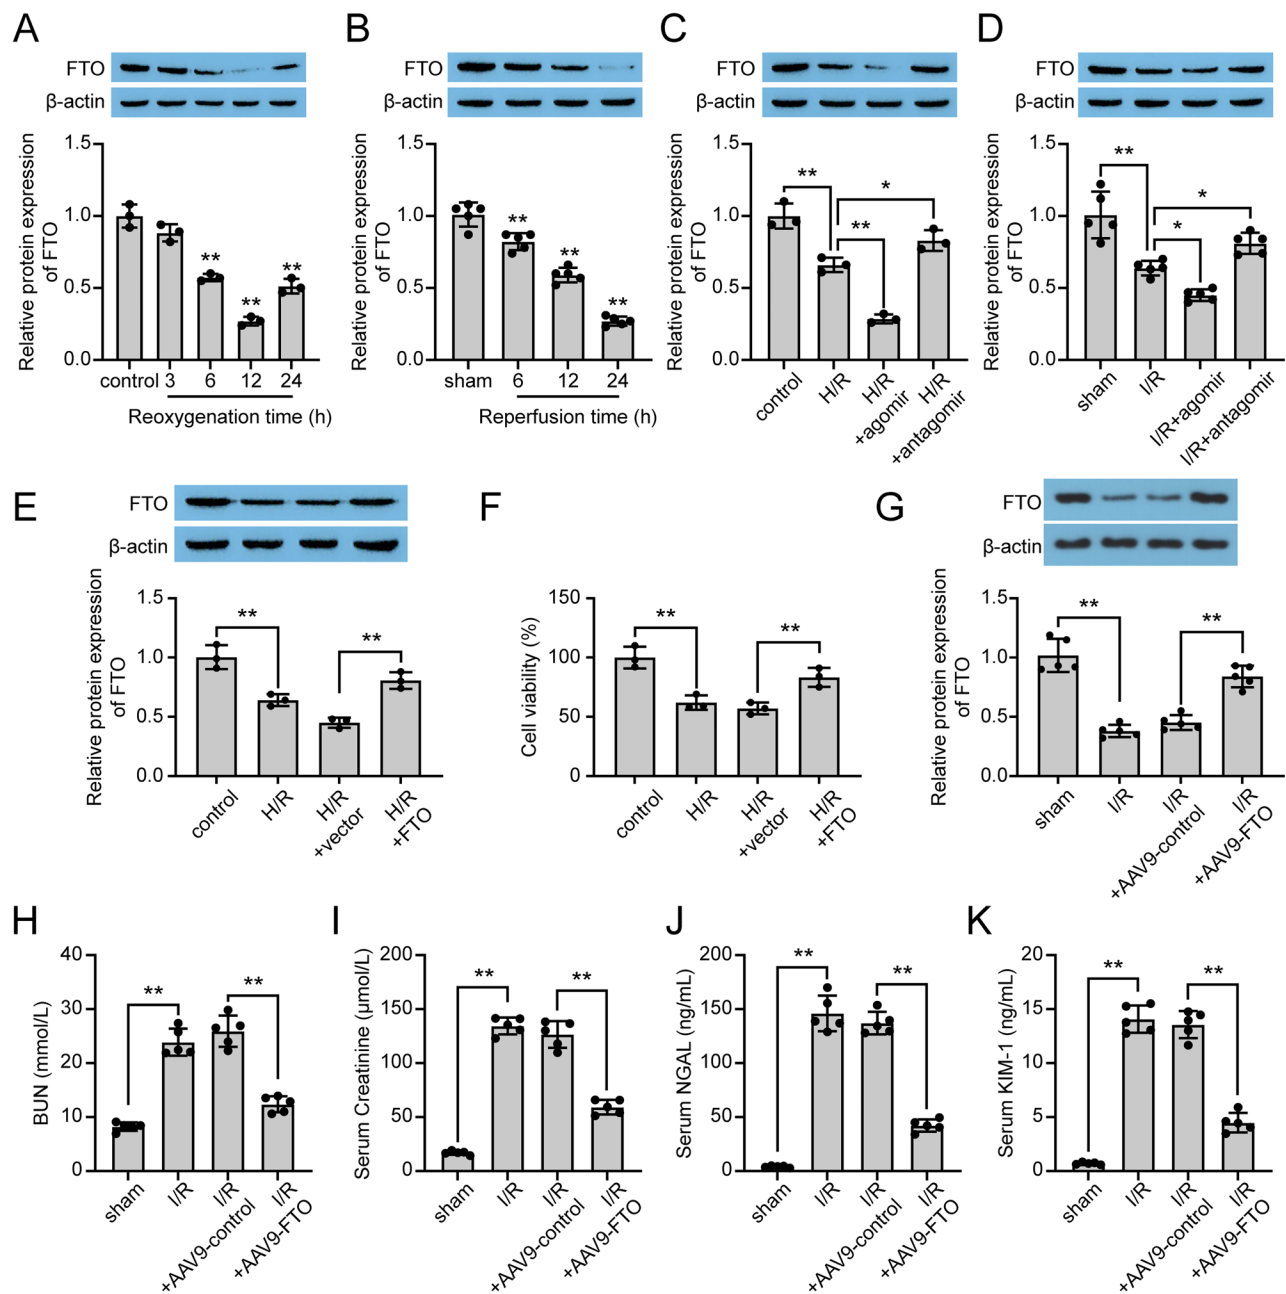 A
FTO
β-actin
Relative protein expression
of FTO
1.5
1.0
0.5
0.0
** ** **
control 3 6 12 24
Reoxygenation time (h)
B
FTO
β-actin
Relative protein expression
of FTO
1.5
1.0
0.5
0.0
** ** **
sham 6 12 24
Reperfusion time (h)
C
FTO
β-actin
Relative protein expression
of FTO
1.5
1.0
0.5
0.0
** ** *
control
H/R
H/R
+agomir
H/R
+antagomir
D
FTO
β-actin
Relative protein expression
of FTO
1.5
1.0
0.5
0.0
** * *
sham
I/R
I/R+agomir
I/R+antagomir
E
FTO
β-actin
Relative protein expression
of FTO
1.5
1.0
0.5
0.0
** **
control
H/R
H/R
+vector
H/R
+FTO
F
Cell viability (%)
150
100
50
0
** **
control
H/R
H/R
+vector
H/R
+FTO
G
FTO
β-actin
Relative protein expression
of FTO
1.5
1.0
0.5
0.0
** **
sham
I/R
I/R
+AAV9-control
I/R
+AAV9-FTO
H
BUN (mmol/L)
40
30
20
10
0
** **
sham
I/R
I/R
+AAV9-control
I/R
+AAV9-FTO
I
Serum Creatinine (μmol/L)
200
150
100
50
0
** **
sham
I/R
I/R
+AAV9-control
I/R
+AAV9-FTO
J
Serum NGAL (ng/mL)
200
150
100
50
0
** **
sham
I/R
I/R
+AAV9-control
I/R
+AAV9-FTO
K
Serum KIM-1 (ng/mL)
20
15
10
5
0
** **
sham
I/R
I/R
+AAV9-control
I/R
+AAV9-FTO